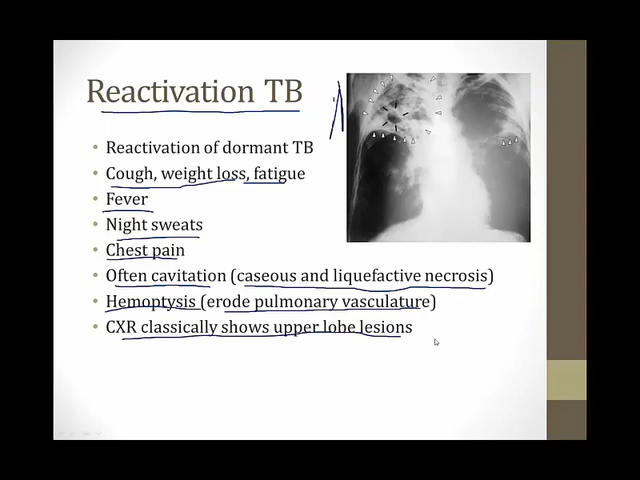 Reactivation TB
Reactivation of dormant TB
Cough, weight loss, fatigue
Fever
Night sweats
Chest pain
Often cavitation (caseous and liquefactive necrosis)
Hemoptysis (erode pulmonary vasculature)
CXR classically shows upper lobe lesions